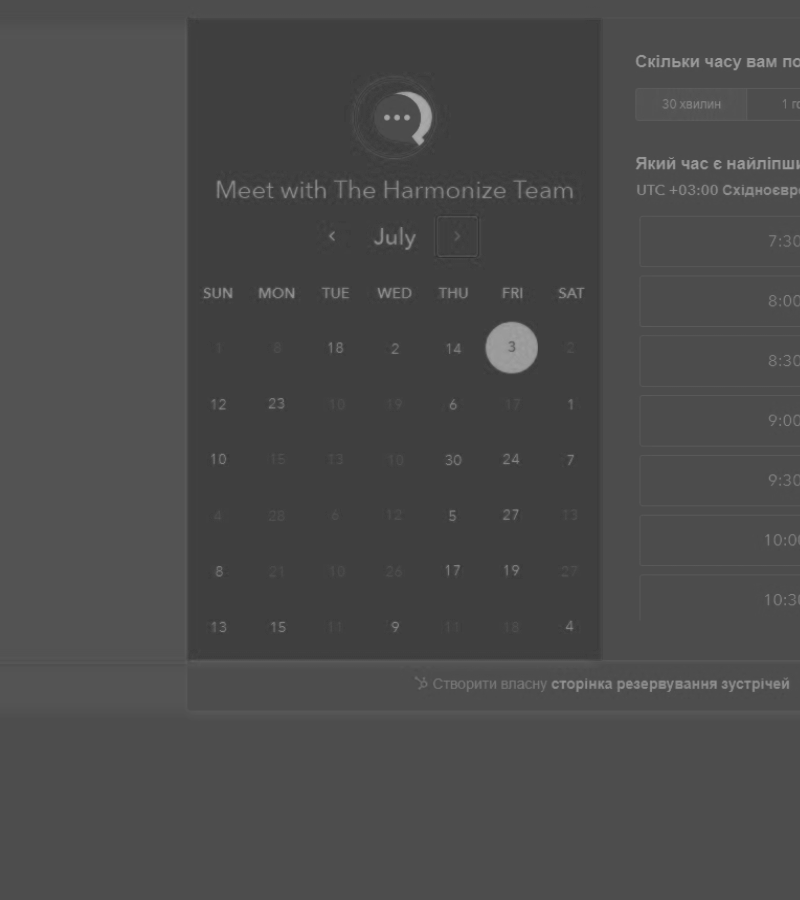 Meet with The Harmonize Team
July
SUN MON TUE WED THU FRI SAT
18 2 14 3 2
12 23 10 19 6 17 1
10 15 13 10 30 24 7
4 28 6 12 5 27 13
8 21 10 26 17 19 27
13 15 11 9 11 18 4
Скільки часу вам по
30 хвилин 1 го
Який час є найліпши
UTC +03:00 Східноєвро
7:30
8:00
8:30
9:00
9:30
10:00
10:30
Створити власну сторінка резервування зустрічей